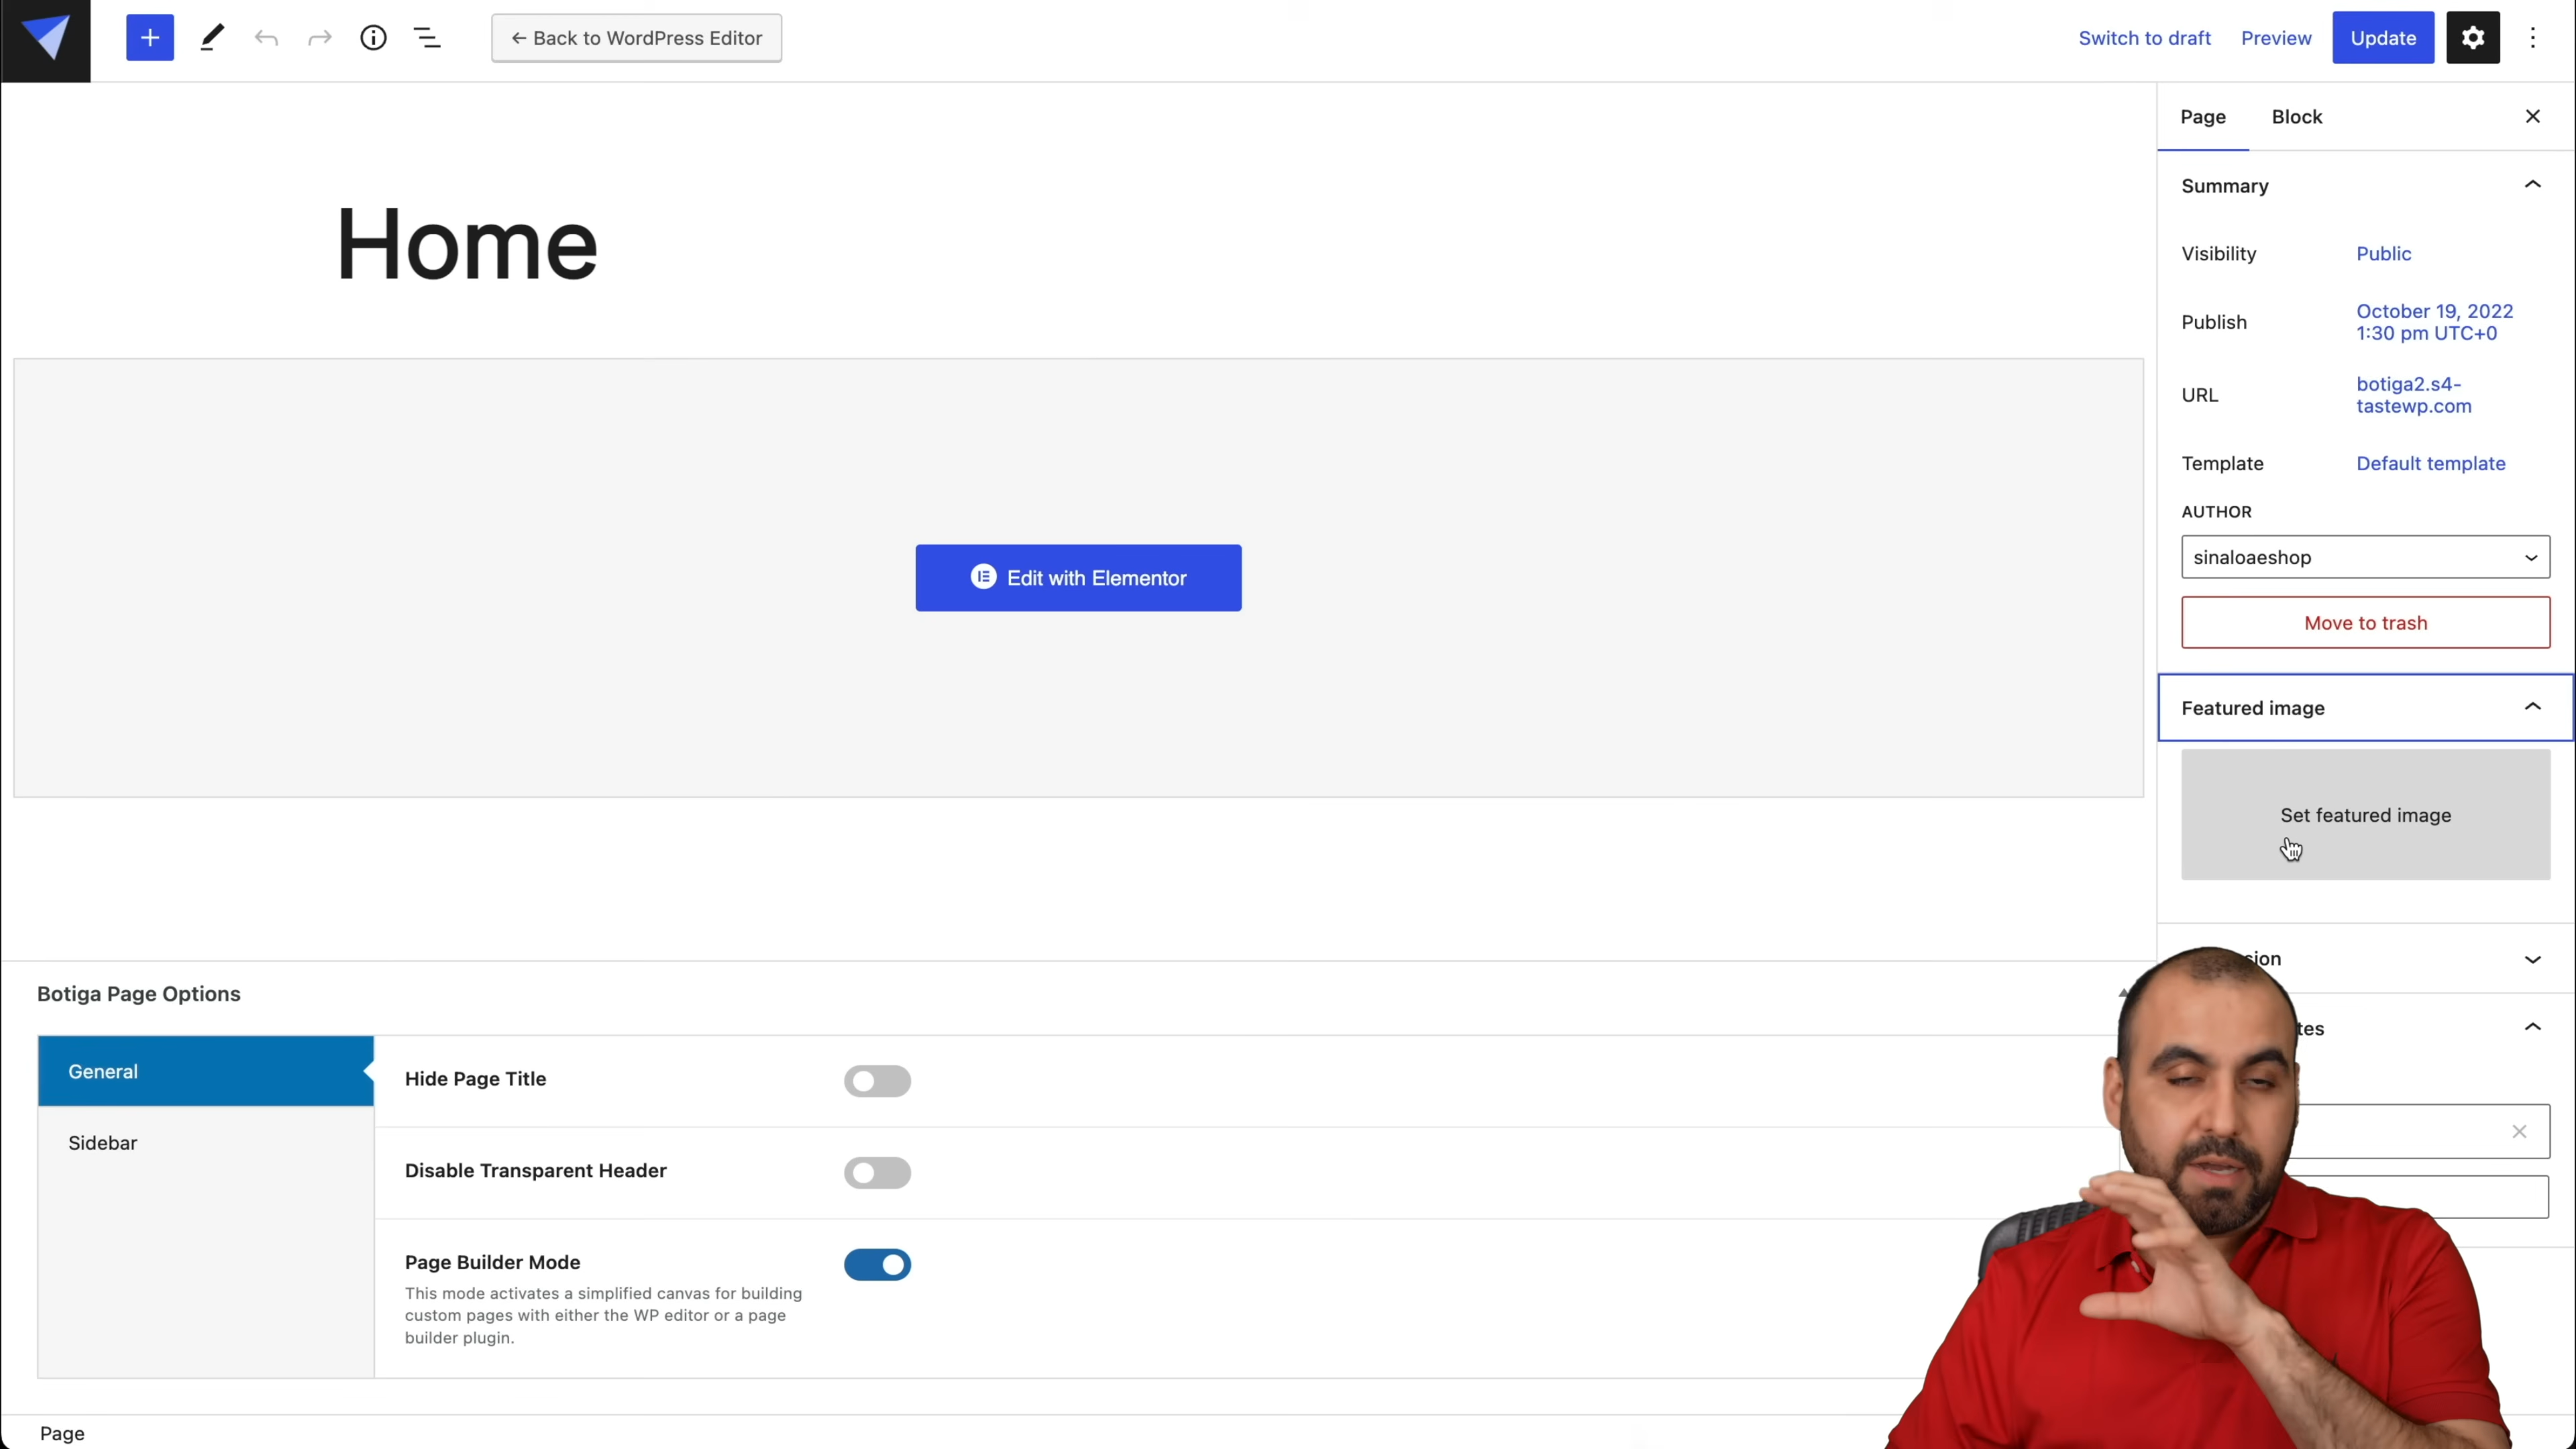 ← Back to WordPress Editor
Switch to draft
Preview
Update
Page
Block
Home
Summary
Visibility
Public
Publish
October 19, 2022
1:30 pm UTC+0
URL
botiga2.s4-
tastewp.com
Template
Default template
AUTHOR
sinaloaeshop
Move to trash
Edit with Elementor
Featured image
Set featured image
Botiga Page Options
General
Sidebar
Hide Page Title
Disable Transparent Header
Page Builder Mode
This mode activates a simplified canvas for building
custom pages with either the WP editor or a page
builder plugin.
Page